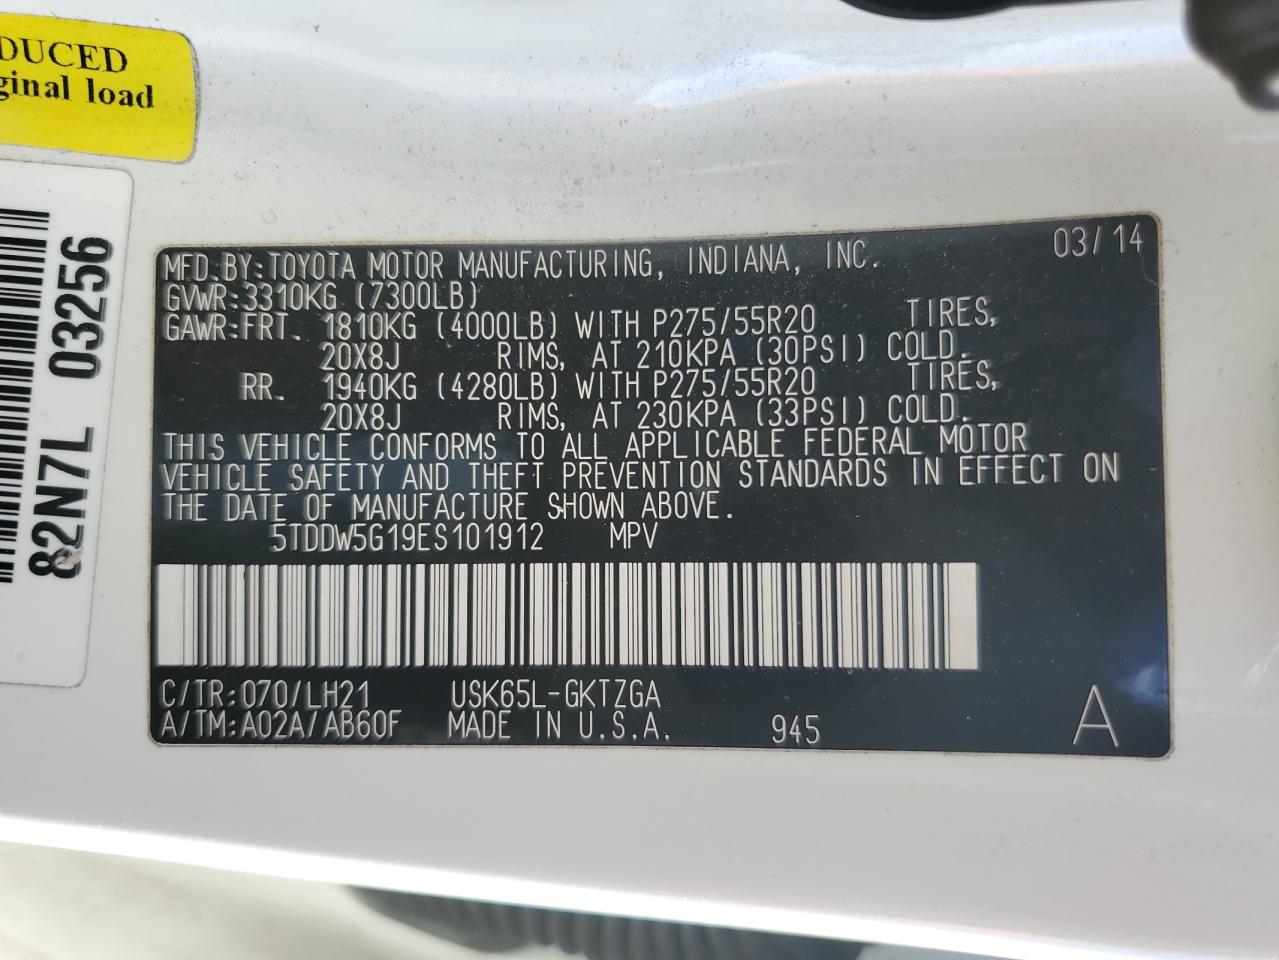 DUCED
ginal load
82N7L 03256
MFD.BY:TOYOTA MOTOR MANUFACTURING, INDIANA, INC. 03/14
GVWR:3310KG (7300LB)
GAWR:FRT. 1810KG (4000LB) WITH P275/55R20 TIRES,
20X8J RIMS, AT 210KPA (30PSI) COLD.
RR. 1940KG (4280LB) WITH P275/55R20 TIRES,
20X8J RIMS, AT 230KPA (33PSI) COLD.
THIS VEHICLE CONFORMS TO ALL APPLICABLE FEDERAL MOTOR
VEHICLE SAFETY AND THEFT PREVENTION STANDARDS IN EFFECT ON
THE DATE OF MANUFACTURE SHOWN ABOVE.
5TDDW5G19ES101912 MPV
C/TR:070/LH21 USK65L-GKTZGA
A/TM:A02A/AB60F MADE IN U.S.A. 945 A